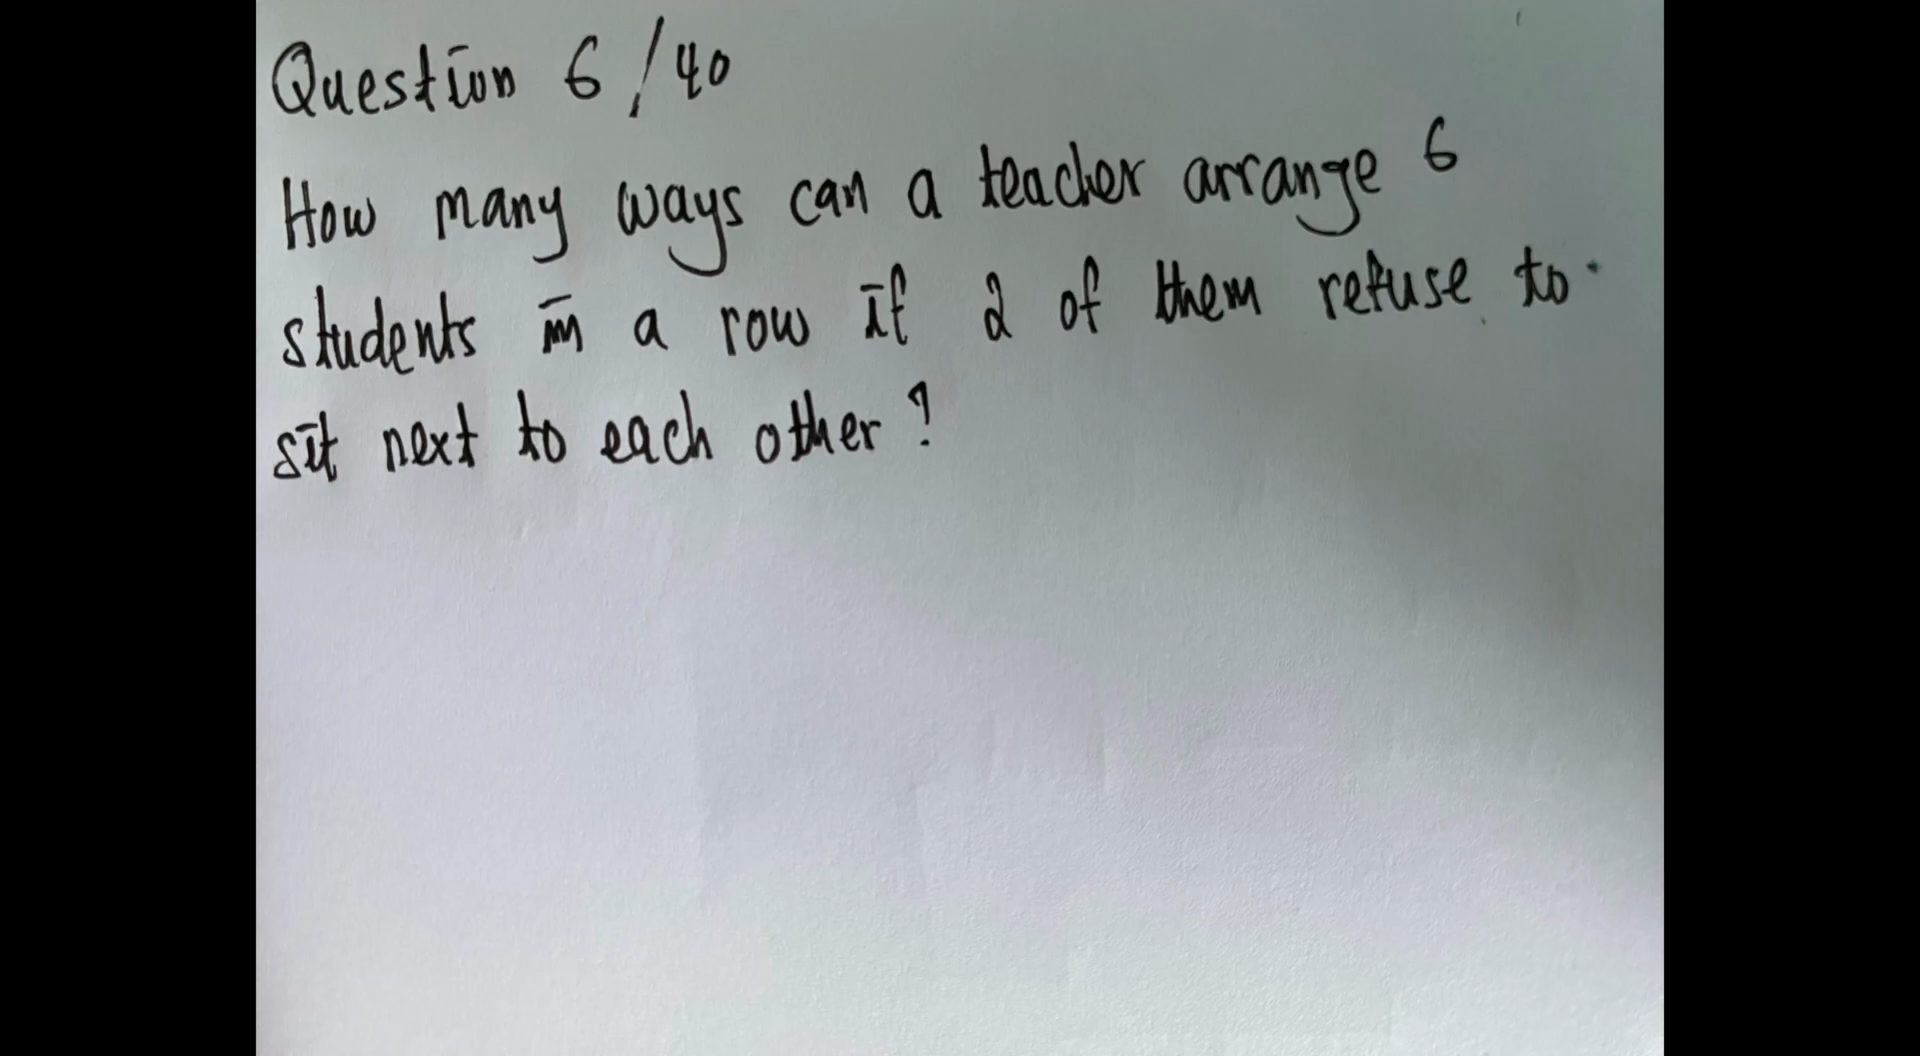 Question 6/40
How many ways can a teacher arrange 6
students in a row if 2 of them refuse to
sit next to each other?